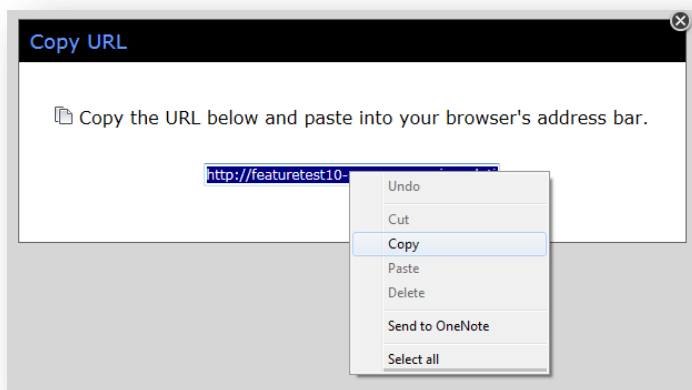 Copy URL
Copy the URL below and paste into your browser's address bar.
http://featuretest10-
Undo
Cut
Copy
Paste
Delete
Send to OneNote
Select all